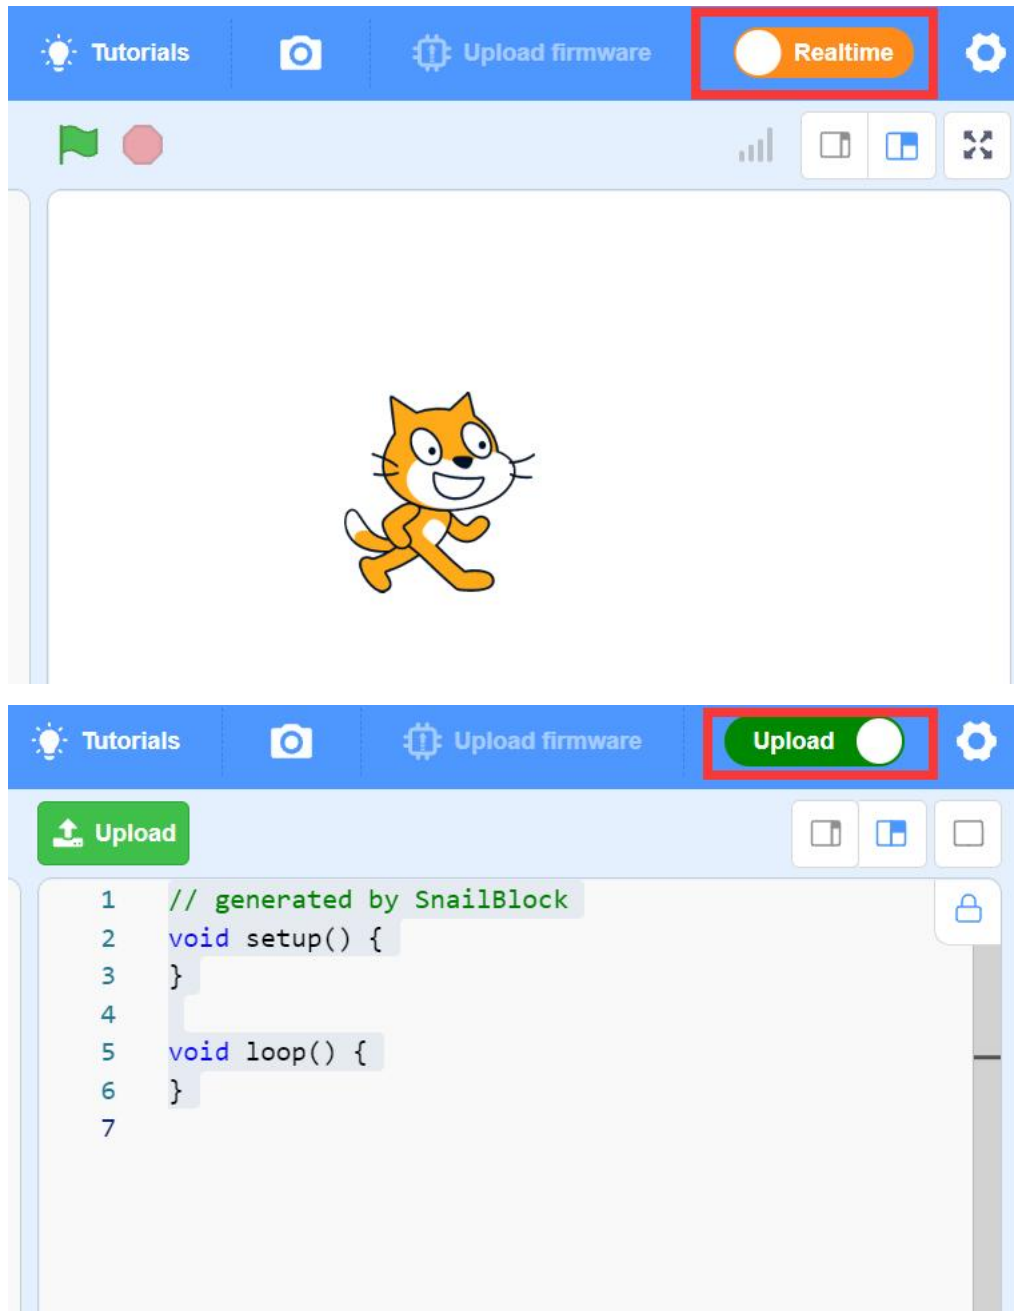 Tutorials Upload firmware Realtime
Tutorials Upload firmware Upload
Upload
1 // generated by SnailBlock
2 void setup() {
3 }
4
5 void loop() {
6 }
7